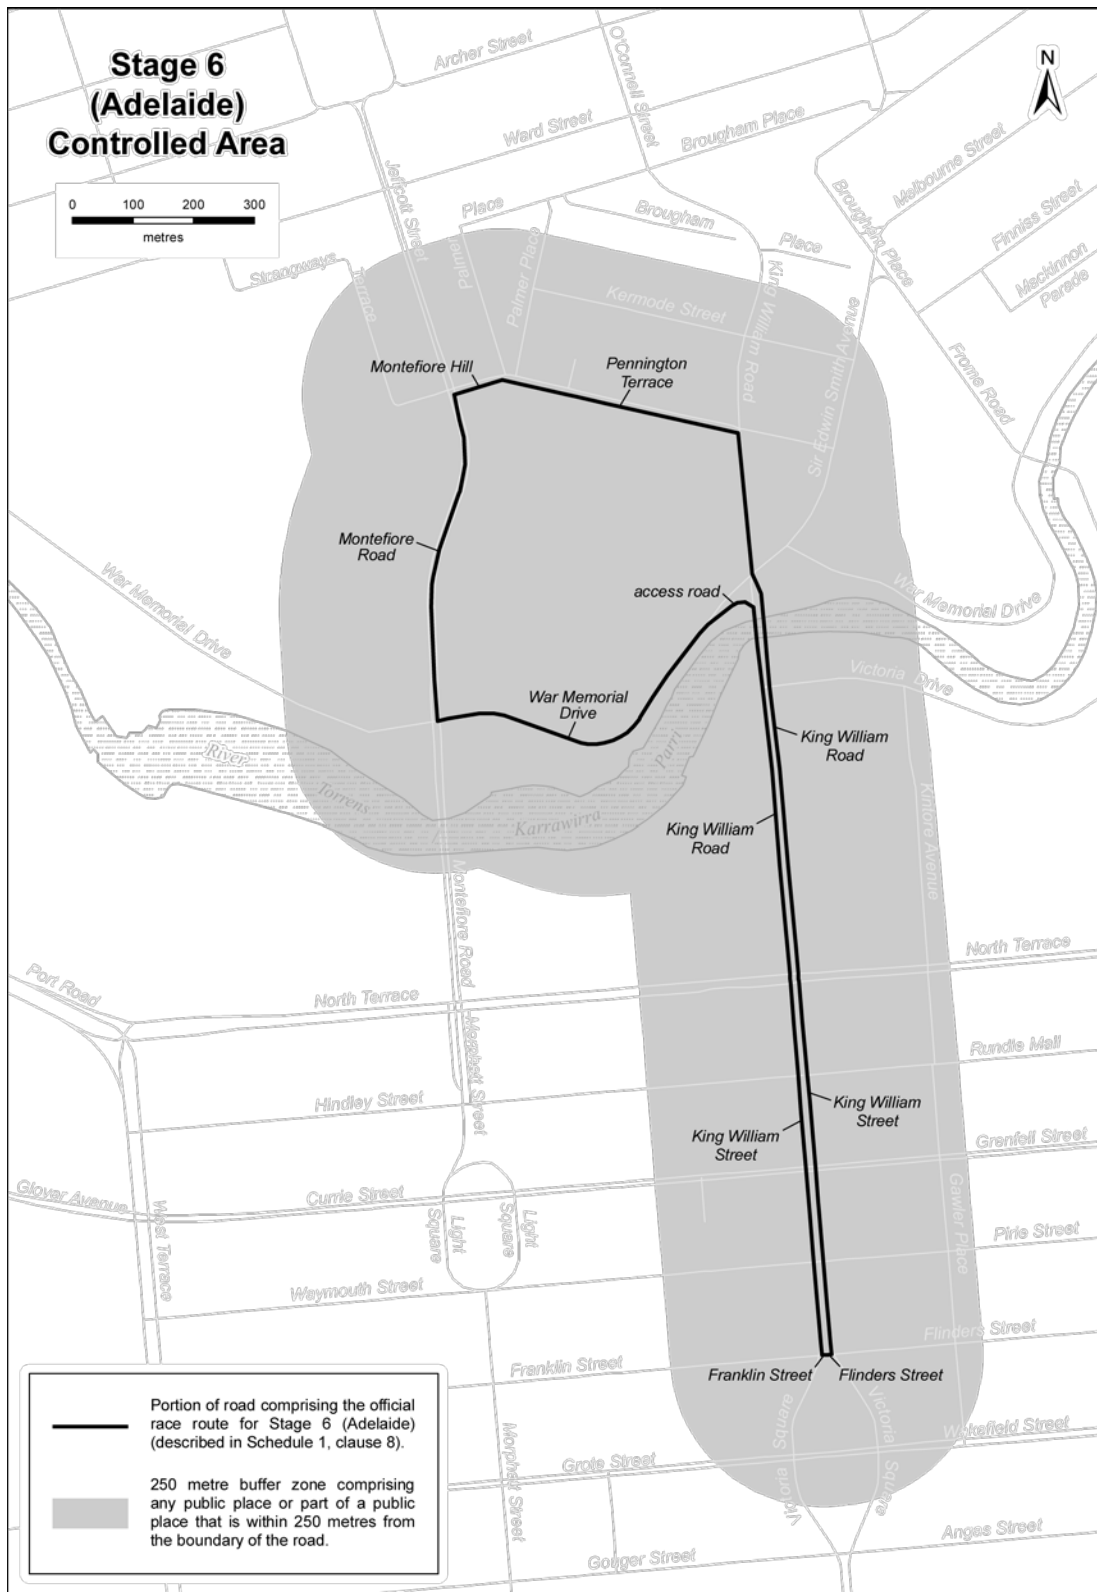 Stage 6
(Adelaide)
Controlled Area
0 100 200 300
metres
N
Archer Street
O'Connell Street
Ward Street
Brougham Place
Melbourne Street
Jeffcott Street
Brougham Place
Finniss Street
Mackinnon
Parade
Place
Palmer
Palmer Place
Brougham
Place
Strangways
Terrace
Kermode Street
King William Road
Sir Edwin Smith Avenue
Frome Road
Montefiore Hill
Pennington
Terrace
Montefiore
Road
War Memorial Drive
access road
War Memorial Drive
Victoria Drive
War Memorial
Drive
King William
Road
River
Torrens
Karrawirra
Parri
King William
Road
Kintore Avenue
Montefiore Road
North Terrace
Port Road
North Terrace
Morphett Street
Rundle Mall
Hindley Street
King William
Street
King William
Street
Grenfell Street
Glover Avenue
West Terrace
Currie Street
Light
Square
Light
Square
Gawler Place
Pirie Street
Waymouth Street
Flinders Street
Franklin Street
Franklin Street
Flinders Street
Victoria Square
Victoria Square
Wakefield Street
Grote Street
Morphett Street
Angas Street
Gouger Street
Portion of road comprising the official
race route for Stage 6 (Adelaide)
(described in Schedule 1, clause 8).
250 metre buffer zone comprising
any public place or part of a public
place that is within 250 metres from
the boundary of the road.